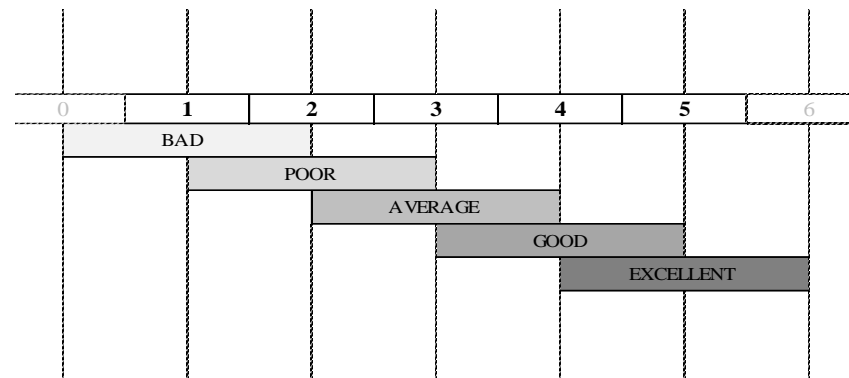 0 1 2 3 4 5 6
BAD
POOR
AVERAGE
GOOD
EXCELLENT